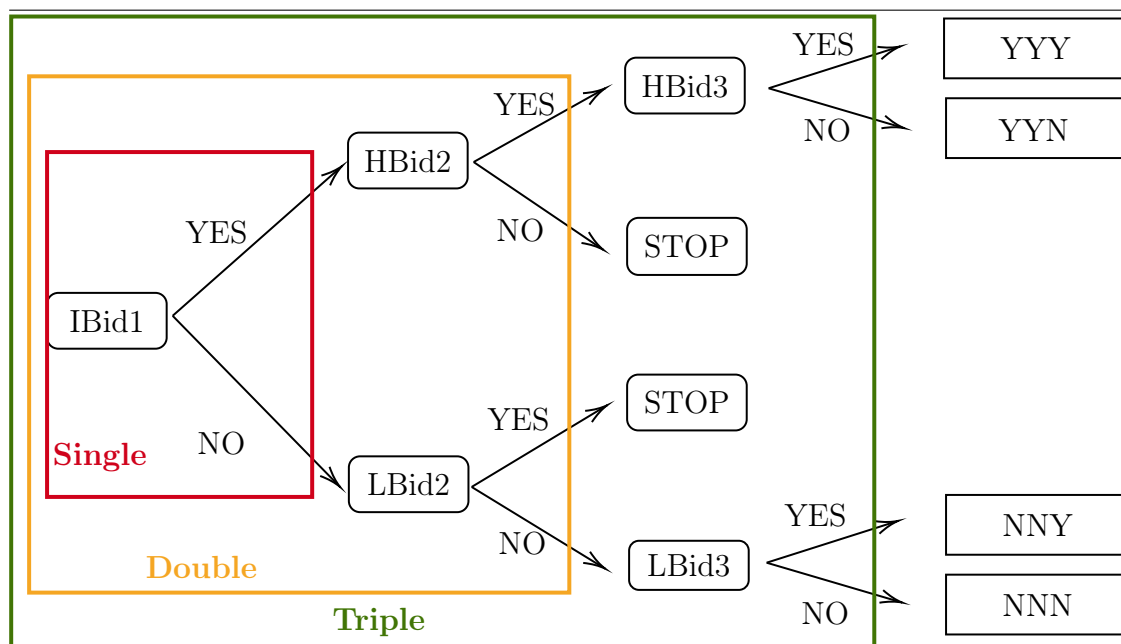 YES
YYY
HBid3
YES
NO
YYN
HBid2
YES
NO
STOP
IBid1
STOP
YES
Single
NO
LBid2
YES
NNY
NO
LBid3
Double
NO
NNN
Triple